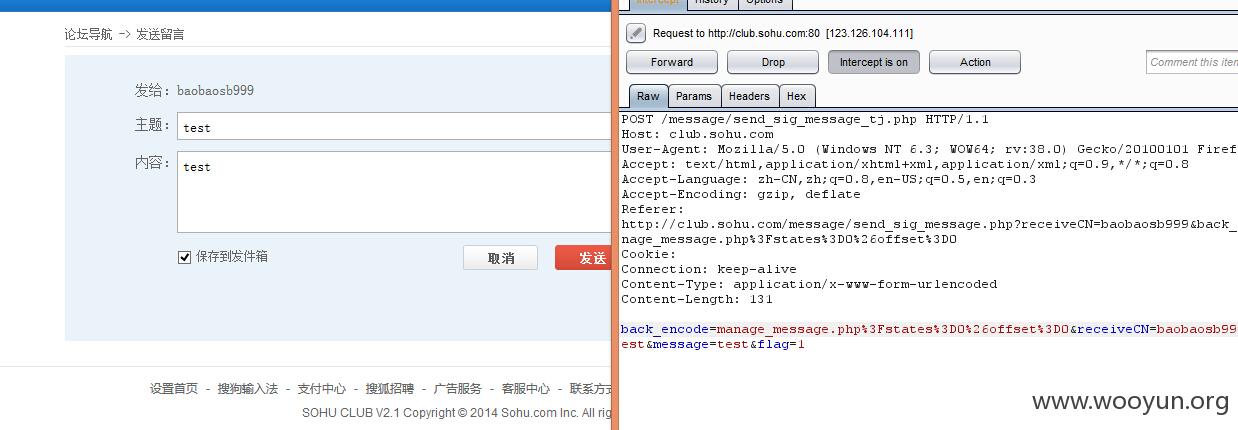 论坛导航 -> 发送留言
发给：baobaosb999
主题：test
内容：test
保存到发件箱
取消
发送
设置首页 - 搜狗输入法 - 支付中心 - 搜狐招聘 - 广告服务 - 客服中心 - 联系方式
SOHU CLUB V2.1 Copyright © 2014 Sohu.com Inc. All rig
Intercept History Options
Request to http://club.sohu.com:80 [123.126.104.111]
Forward Drop Intercept is on Action
Comment this item
Raw Params Headers Hex
POST /message/send_sig_message_tj.php HTTP/1.1
Host: club.sohu.com
User-Agent: Mozilla/5.0 (Windows NT 6.3; WOW64; rv:38.0) Gecko/20100101 Firef
Accept: text/html,application/xhtml+xml,application/xml;q=0.9,*/*;q=0.8
Accept-Language: zh-CN,zh;q=0.8,en-US;q=0.5,en;q=0.3
Accept-Encoding: gzip, deflate
Referer:
http://club.sohu.com/message/send_sig_message.php?receiveCN=baobaosb999&back_
nage_message.php%3Fstates%3D0%26offset%3D0
Cookie:
Connection: keep-alive
Content-Type: application/x-www-form-urlencoded
Content-Length: 131
back_encode=manage_message.php%3Fstates%3D0%26offset%3D0&receiveCN=baobaosb99
est&message=test&flag=1
www.wooyun.org